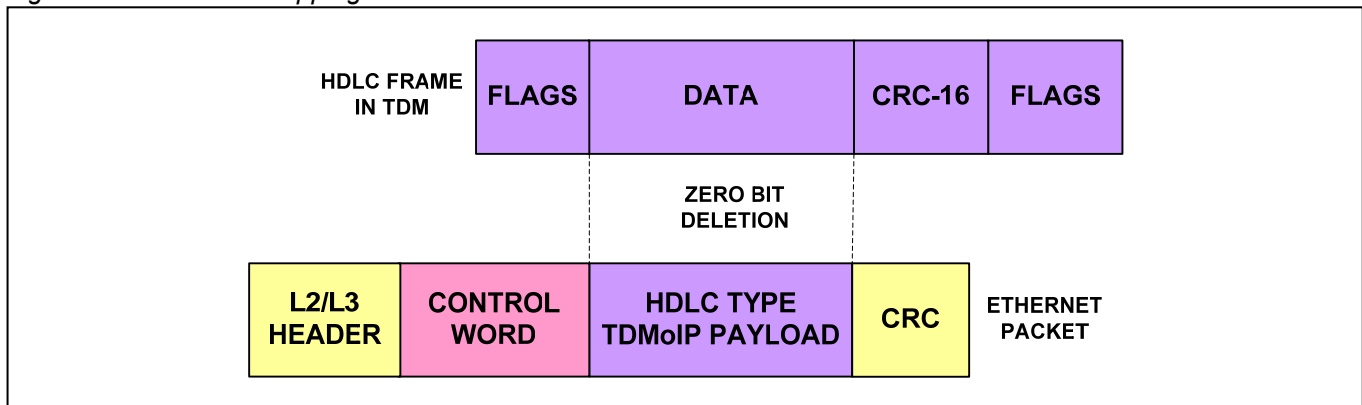 HDLC FRAME
IN TDM
FLAGS
DATA
CRC-16
FLAGS
ZERO BIT
DELETION
L2/L3
HEADER
CONTROL
WORD
HDLC TYPE
TDMoIP PAYLOAD
CRC
ETHERNET
PACKET